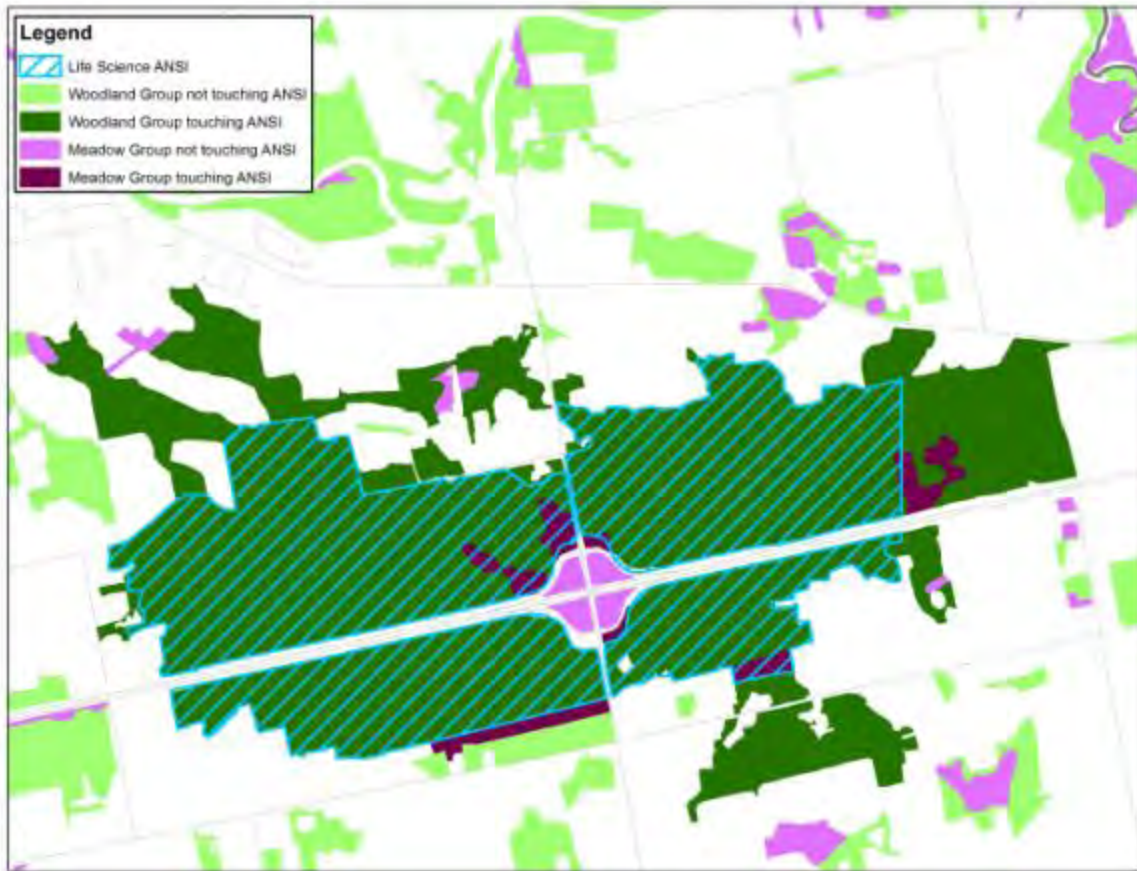 Legend
Life Science ANSI
Woodland Group not touching ANSI
Woodland Group touching ANSI
Meadow Group not touching ANSI
Meadow Group touching ANSI